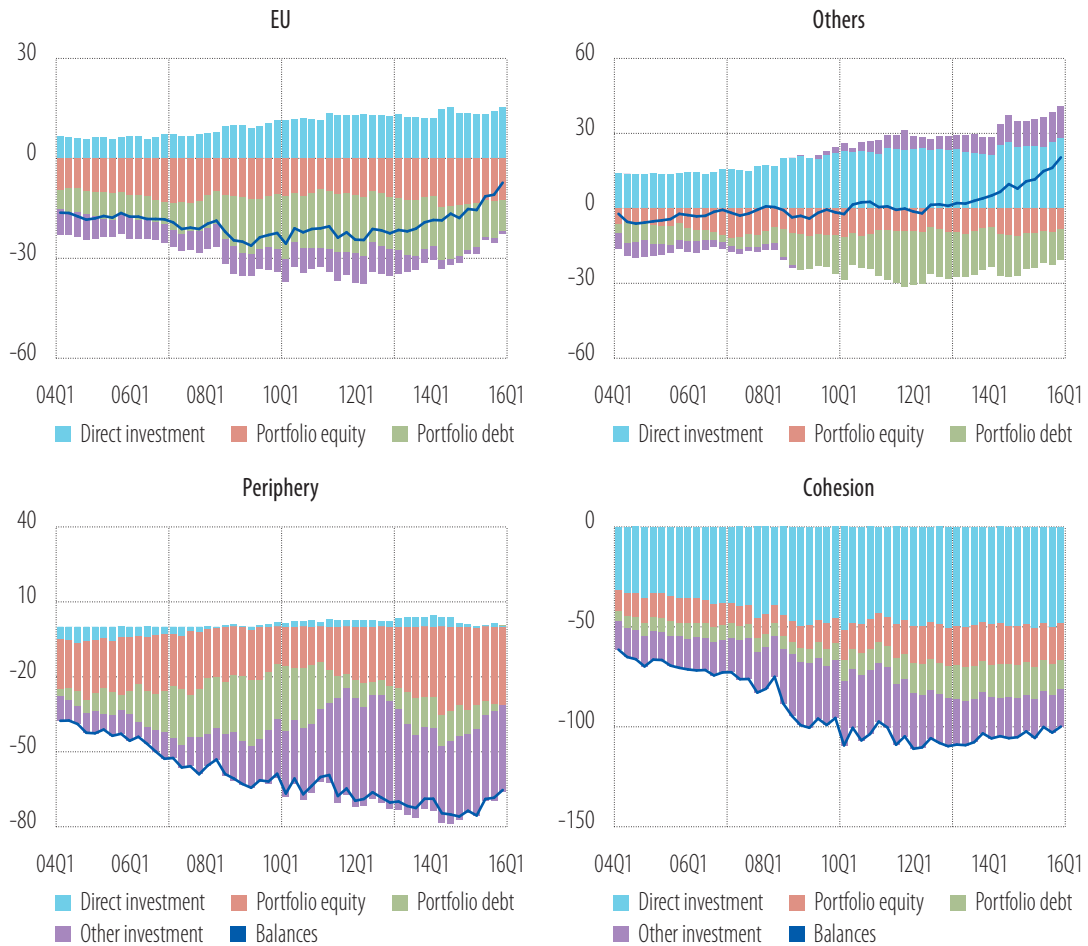 EU
30
0
-30
-60
04Q1 06Q1 08Q1 10Q1 12Q1 14Q1 16Q1
Direct investment Portfolio equity Portfolio debt
Others
60
30
0
-30
-60
04Q1 06Q1 08Q1 10Q1 12Q1 14Q1 16Q1
Direct investment Portfolio equity Portfolio debt
Periphery
40
10
-20
-50
-80
04Q1 06Q1 08Q1 10Q1 12Q1 14Q1 16Q1
Direct investment Portfolio equity Portfolio debt
Other investment Balances
Cohesion
0
-50
-100
-150
04Q1 06Q1 08Q1 10Q1 12Q1 14Q1 16Q1
Direct investment Portfolio equity Portfolio debt
Other investment Balances